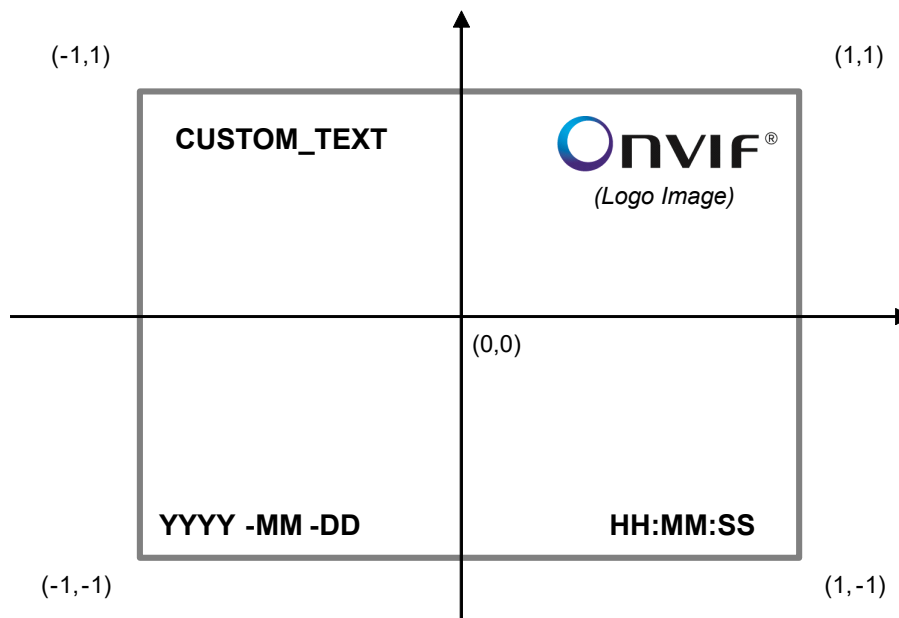 (-1,1)
(1,1)
CUSTOM_TEXT
ONVIF®
(Logo Image)
(0,0)
YYYY -MM -DD
HH:MM:SS
(-1,-1)
(1, -1)